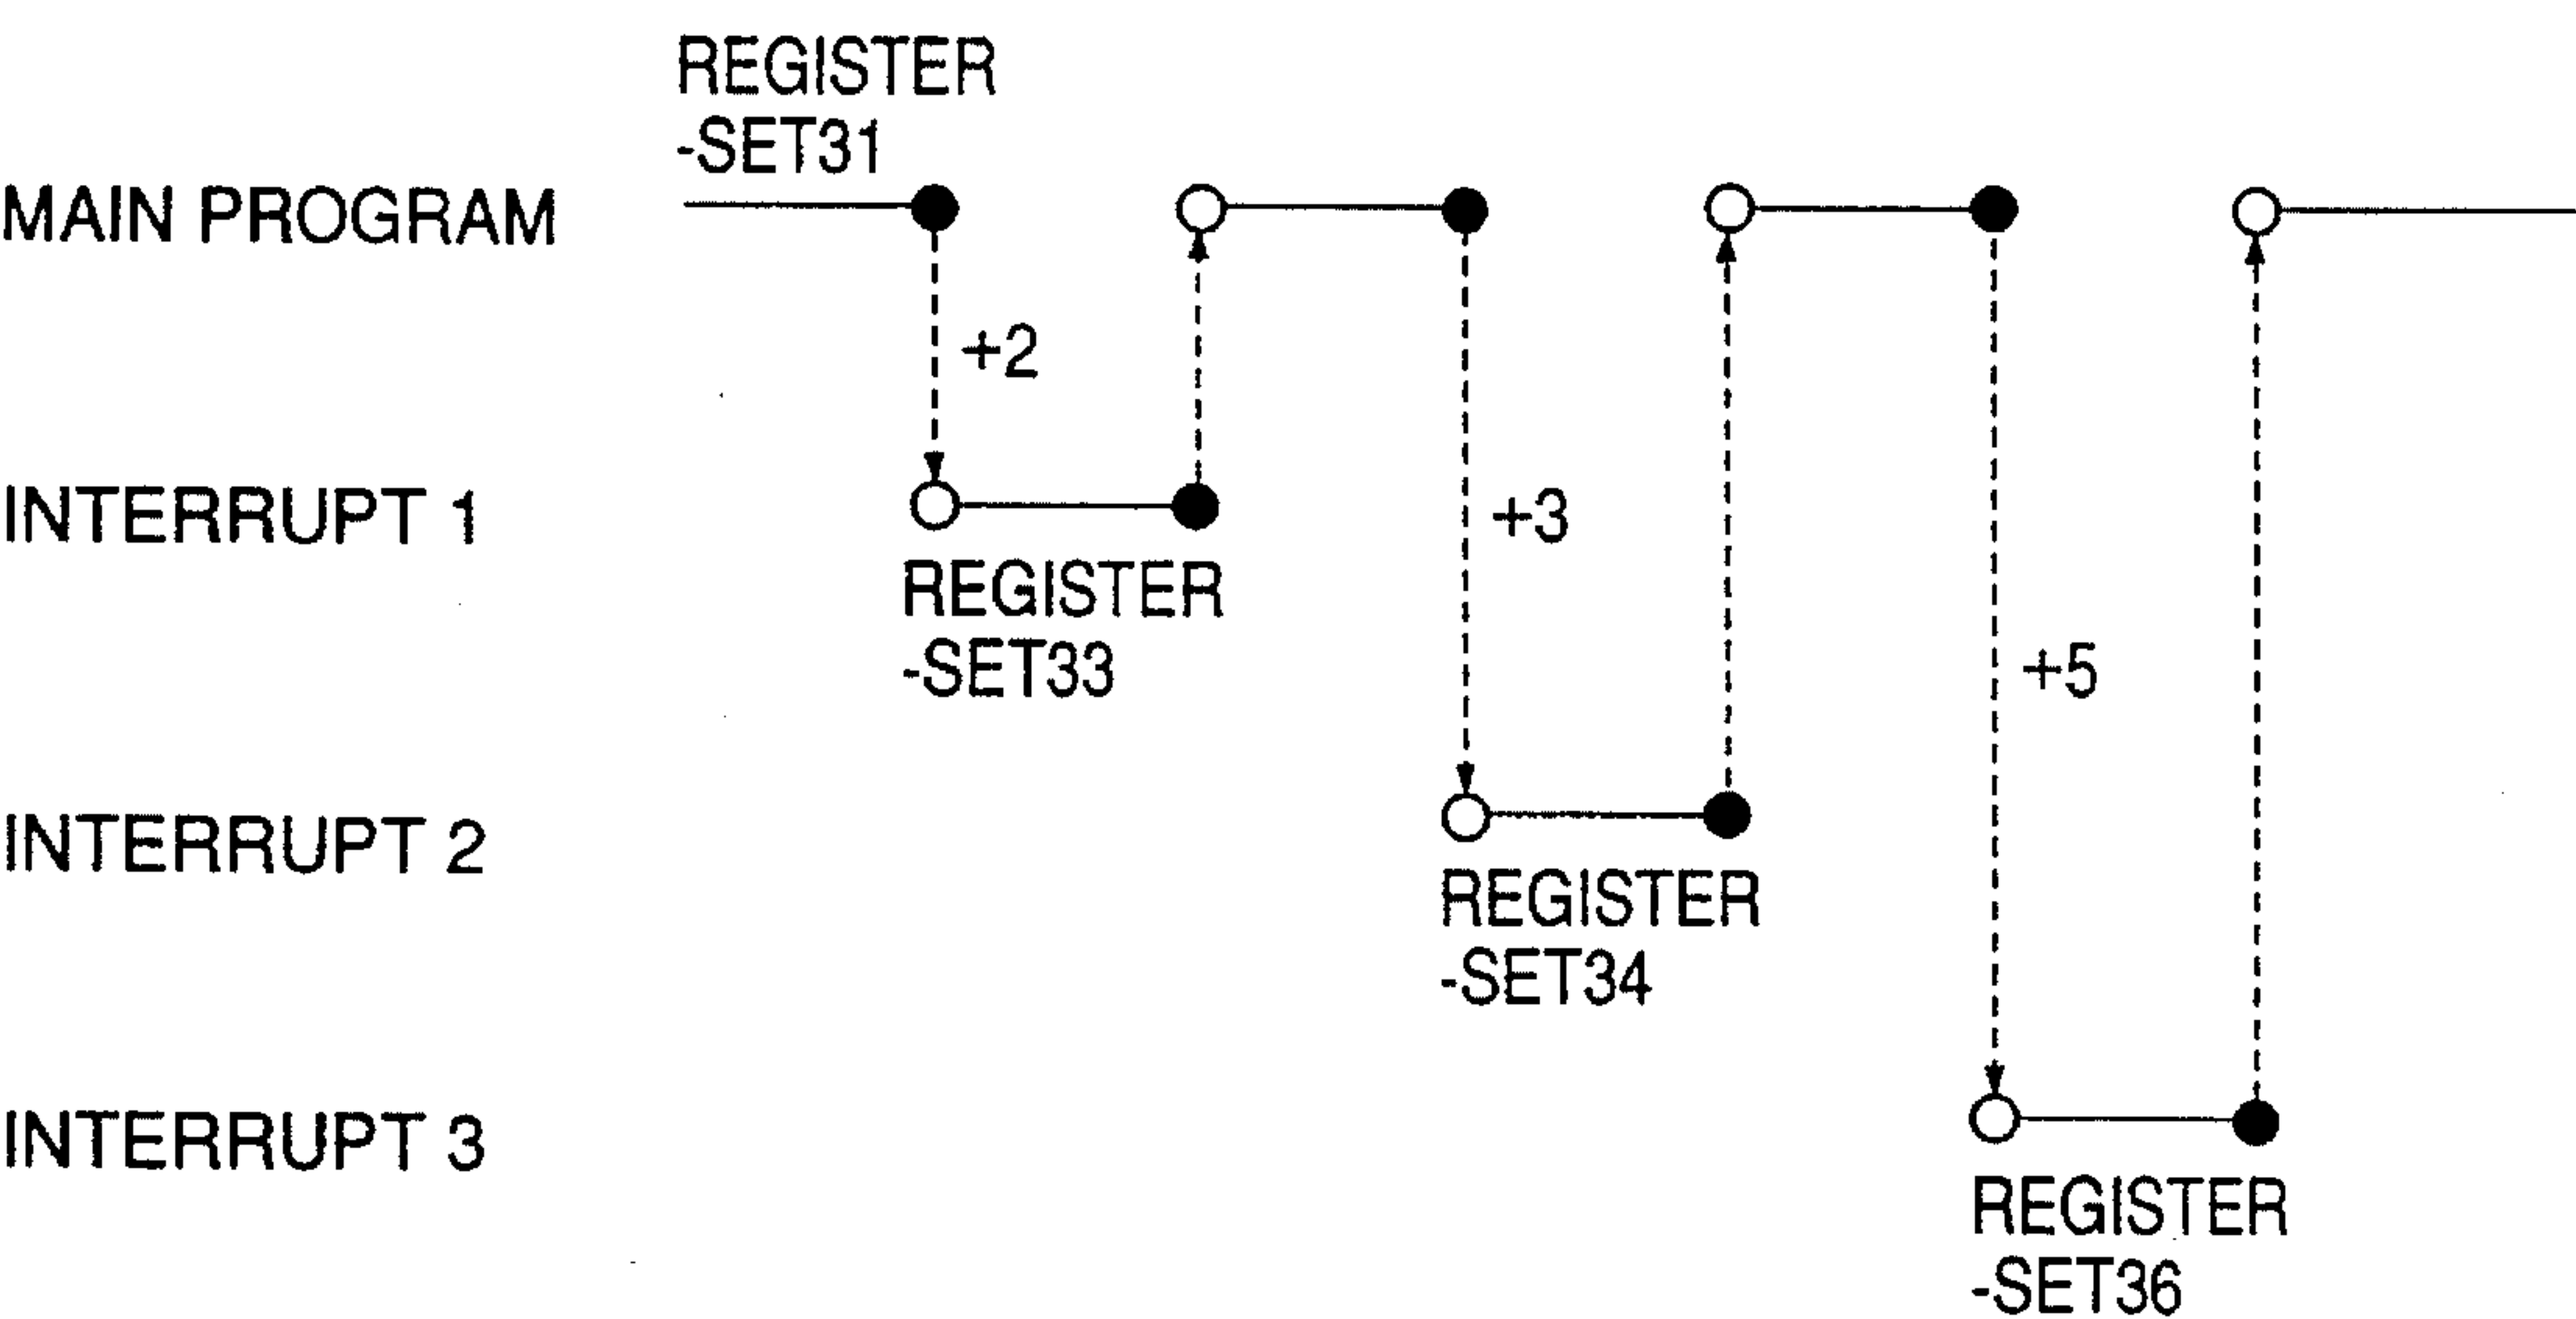 REGISTER
-SET31
MAIN PROGRAM
+2
INTERRUPT 1
+3
REGISTER
-SET33
+5
INTERRUPT 2
REGISTER
-SET34
INTERRUPT 3
REGISTER
-SET36